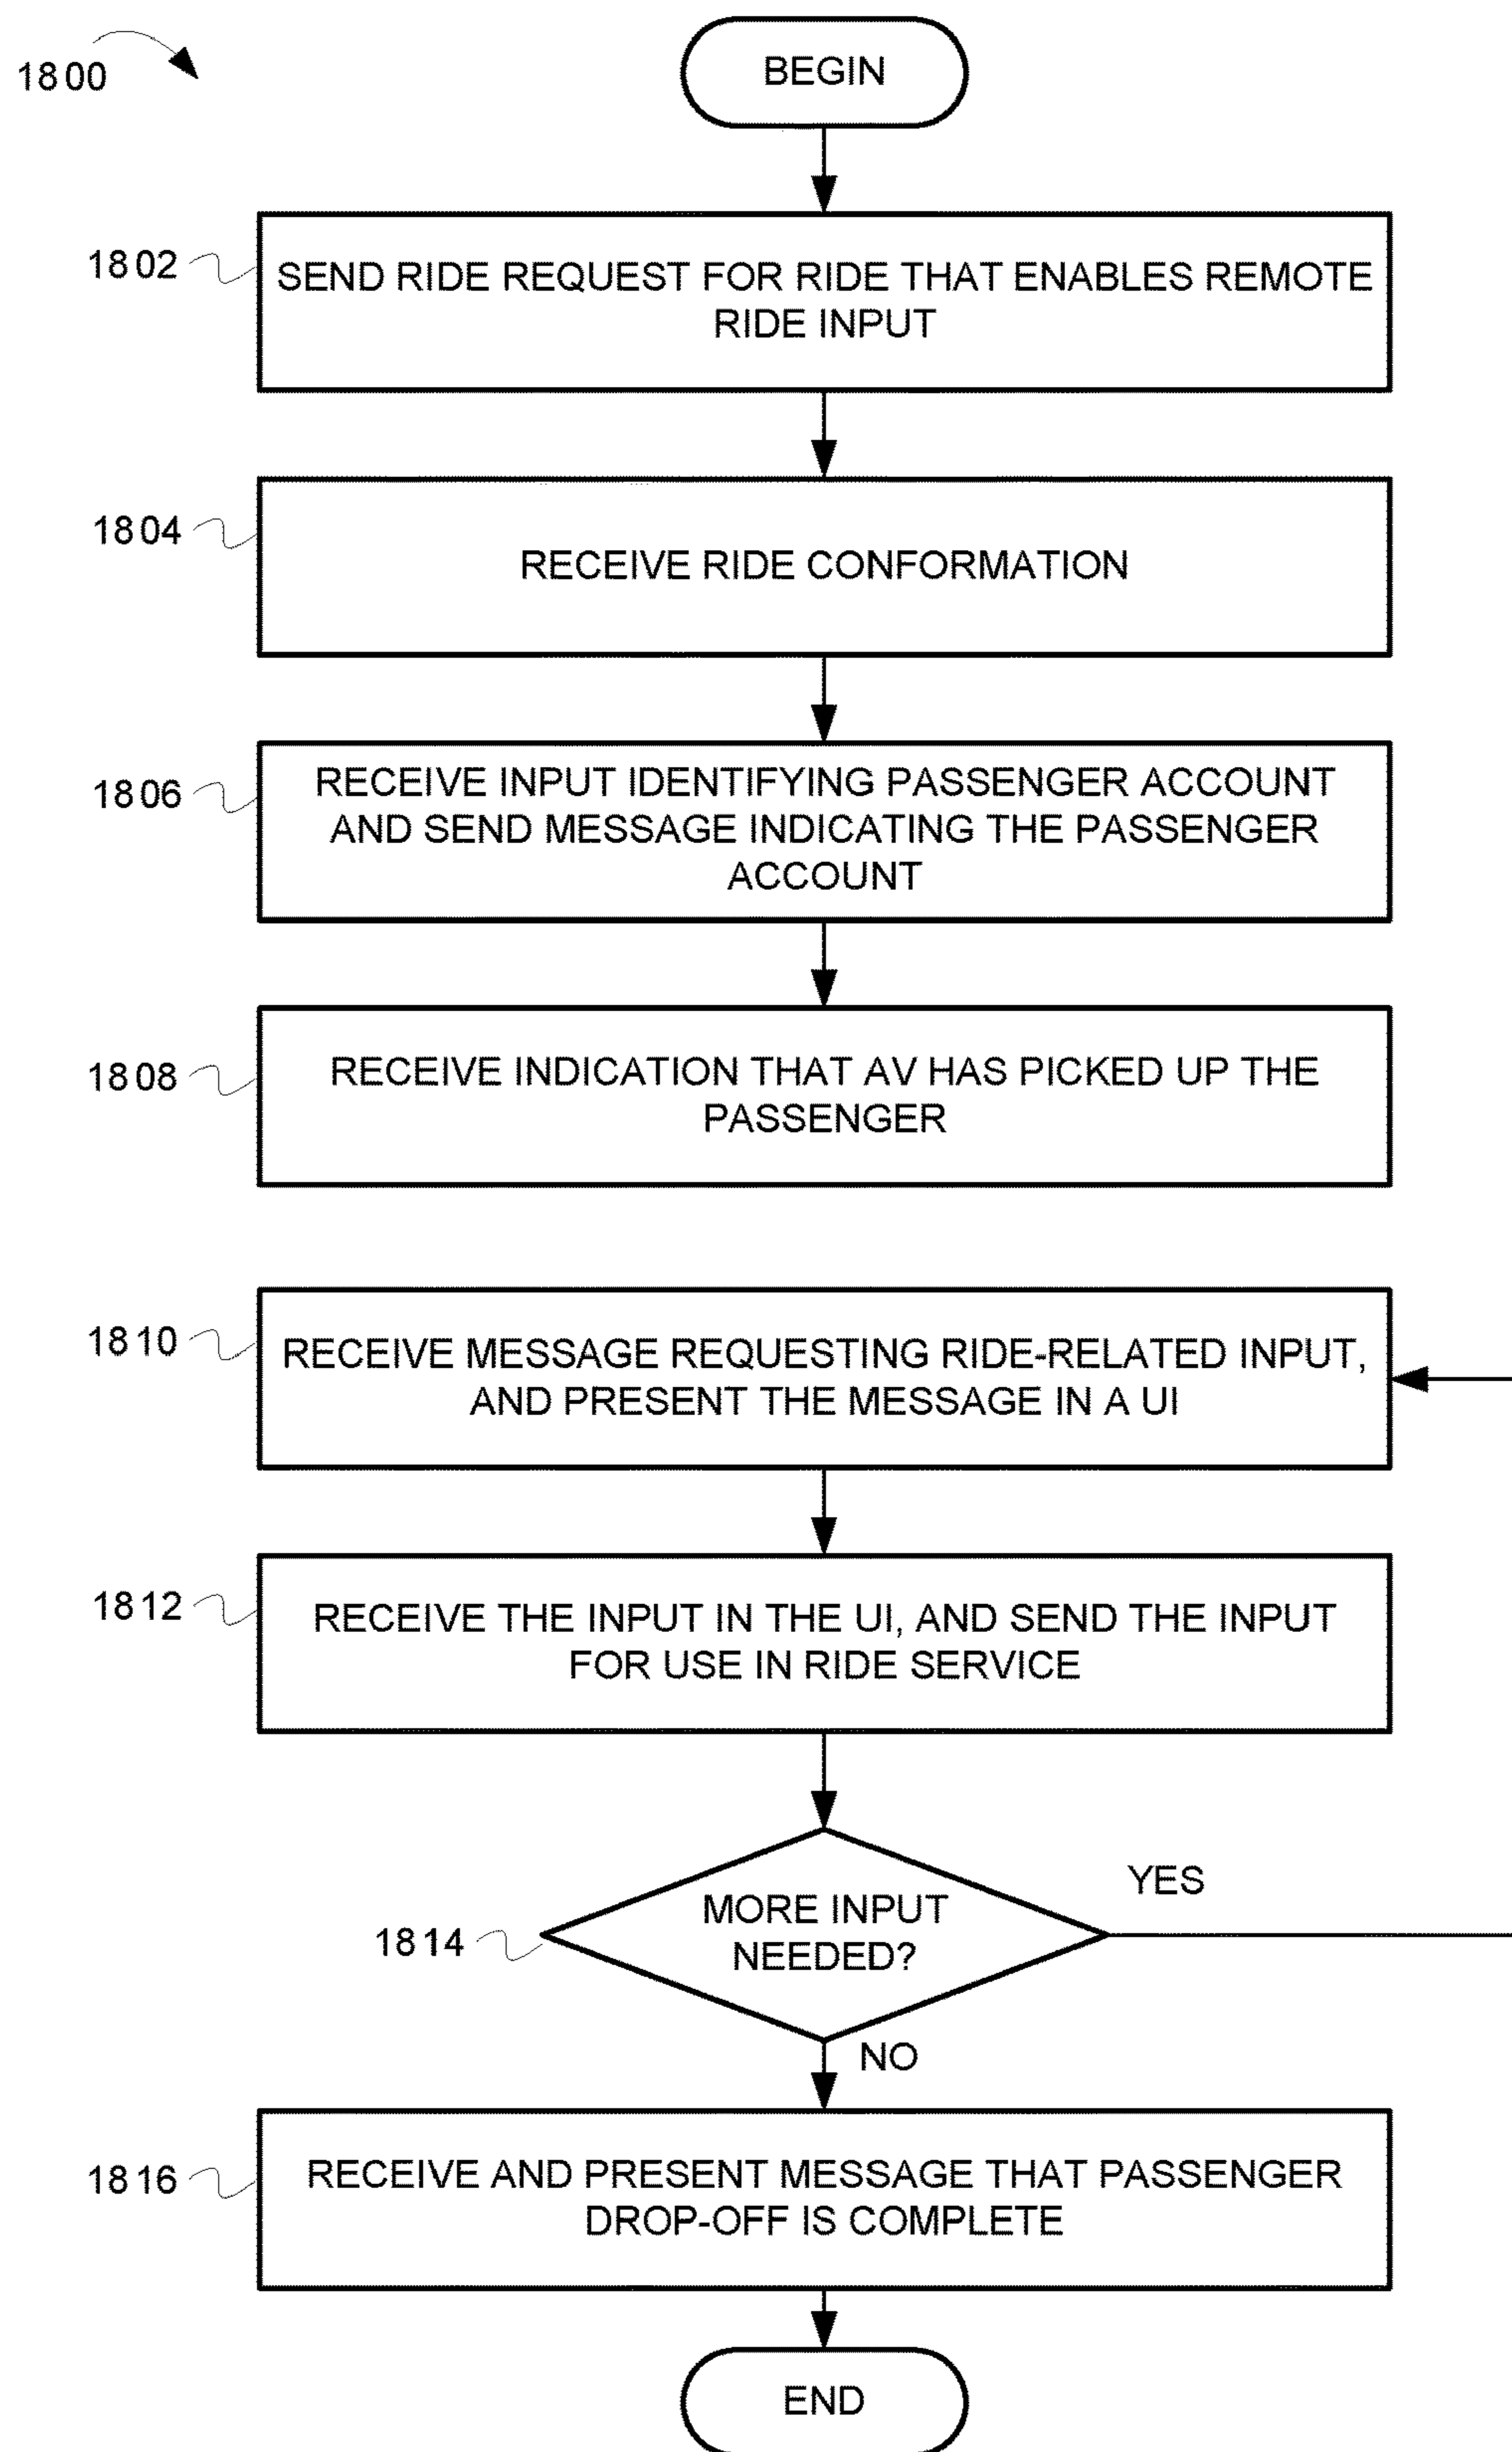 1800
BEGIN
1802
SEND RIDE REQUEST FOR RIDE THAT ENABLES REMOTE
RIDE INPUT
1804
RECEIVE RIDE CONFORMATION
1806
RECEIVE INPUT IDENTIFYING PASSENGER ACCOUNT
AND SEND MESSAGE INDICATING THE PASSENGER
ACCOUNT
1808
RECEIVE INDICATION THAT AV HAS PICKED UP THE
PASSENGER
1810
RECEIVE MESSAGE REQUESTING RIDE-RELATED INPUT,
AND PRESENT THE MESSAGE IN A UI
1812
RECEIVE THE INPUT IN THE UI, AND SEND THE INPUT
FOR USE IN RIDE SERVICE
1814
MORE INPUT
NEEDED?
YES
NO
1816
RECEIVE AND PRESENT MESSAGE THAT PASSENGER
DROP-OFF IS COMPLETE
END